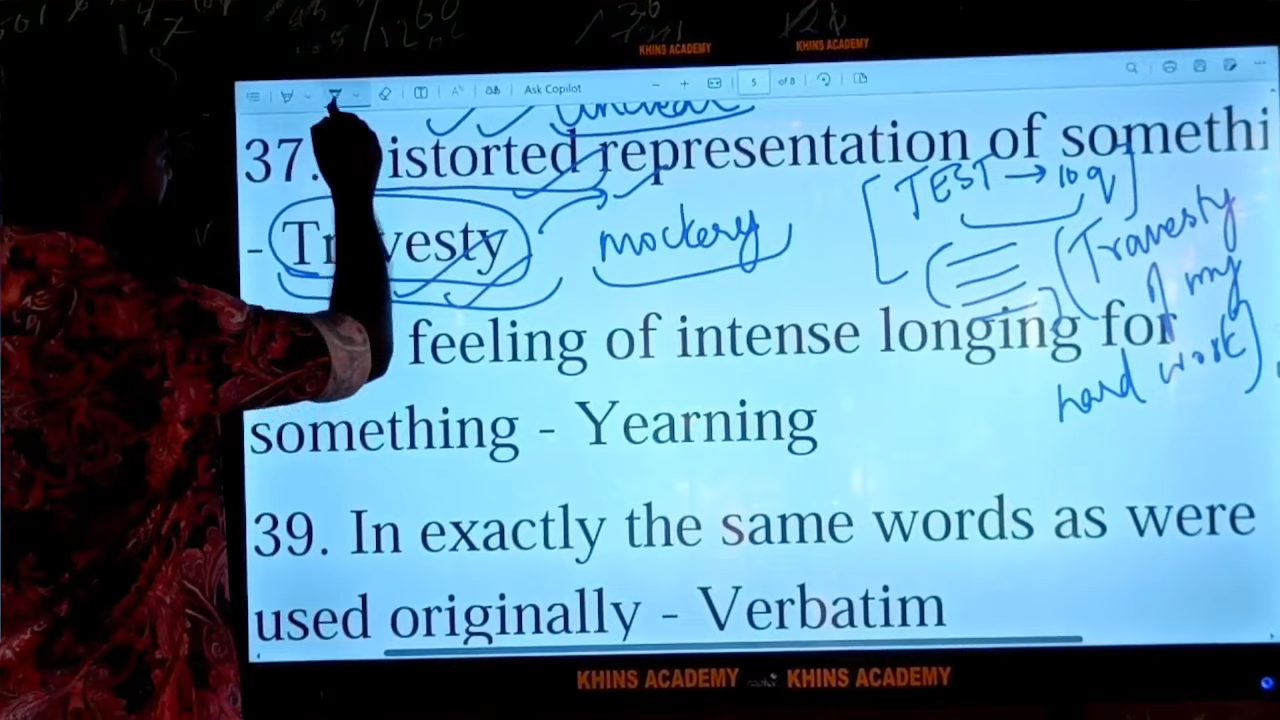 KHINS ACADEMY KHINS ACADEMY
Ask Copilot 5 of 8
unclear
37. istorted representation of somethi
TEST → 10 q
- Tr vesty mockery
(Travesty
of my
hard work)
feeling of intense longing for
something - Yearning
39. In exactly the same words as were
used originally - Verbatim
KHINS ACADEMY KHINS ACADEMY